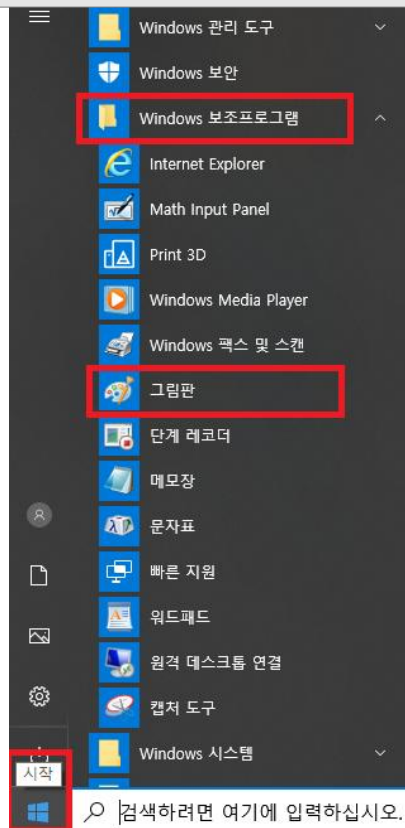 Windows 관리 도구
Windows 보안
Windows 보조프로그램
Internet Explorer
Math Input Panel
Print 3D
Windows Media Player
Windows 팩스 및 스캔
그림판
단계 레코더
메모장
문자표
빠른 지원
워드패드
원격 데스크톱 연결
캡처 도구
Windows 시스템
시작
검색하려면 여기에 입력하십시오.